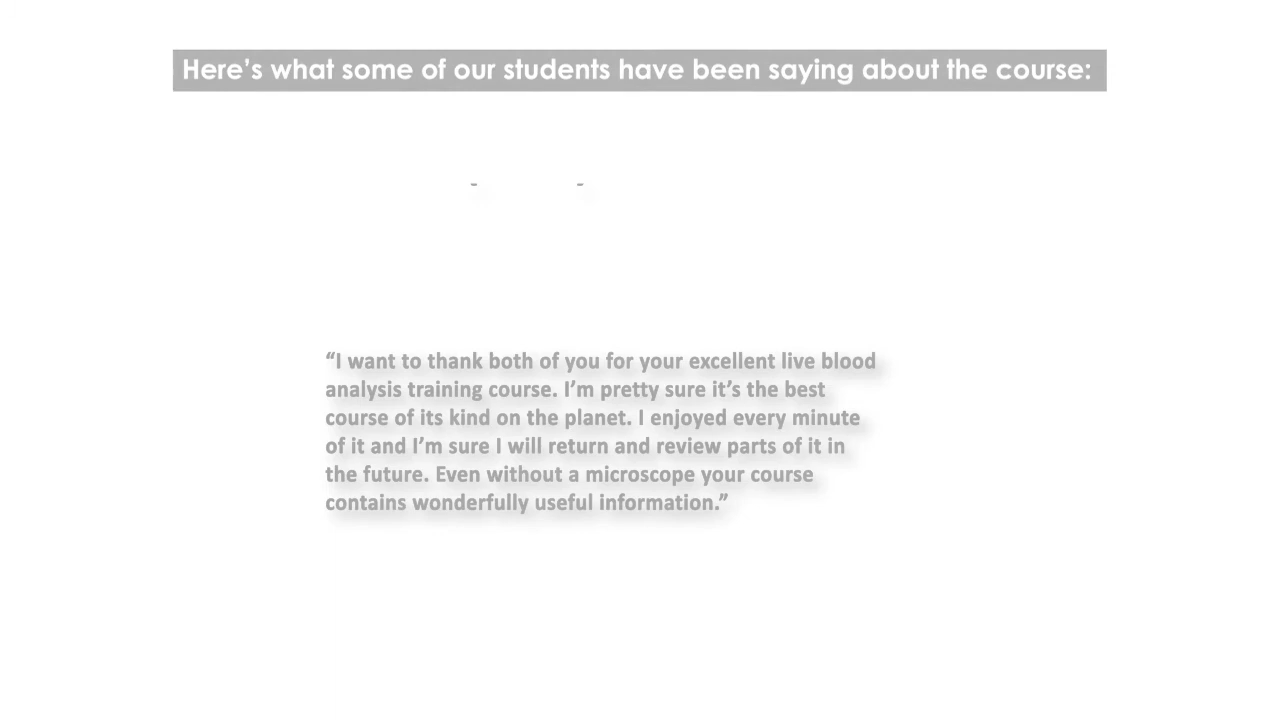 Here’s what some of our students have been saying about the course:
“I want to thank both of you for your excellent live blood
analysis training course. I’m pretty sure it’s the best
course of its kind on the planet. I enjoyed every minute
of it and I’m sure I will return and review parts of it in
the future. Even without a microscope your course
contains wonderfully useful information.”